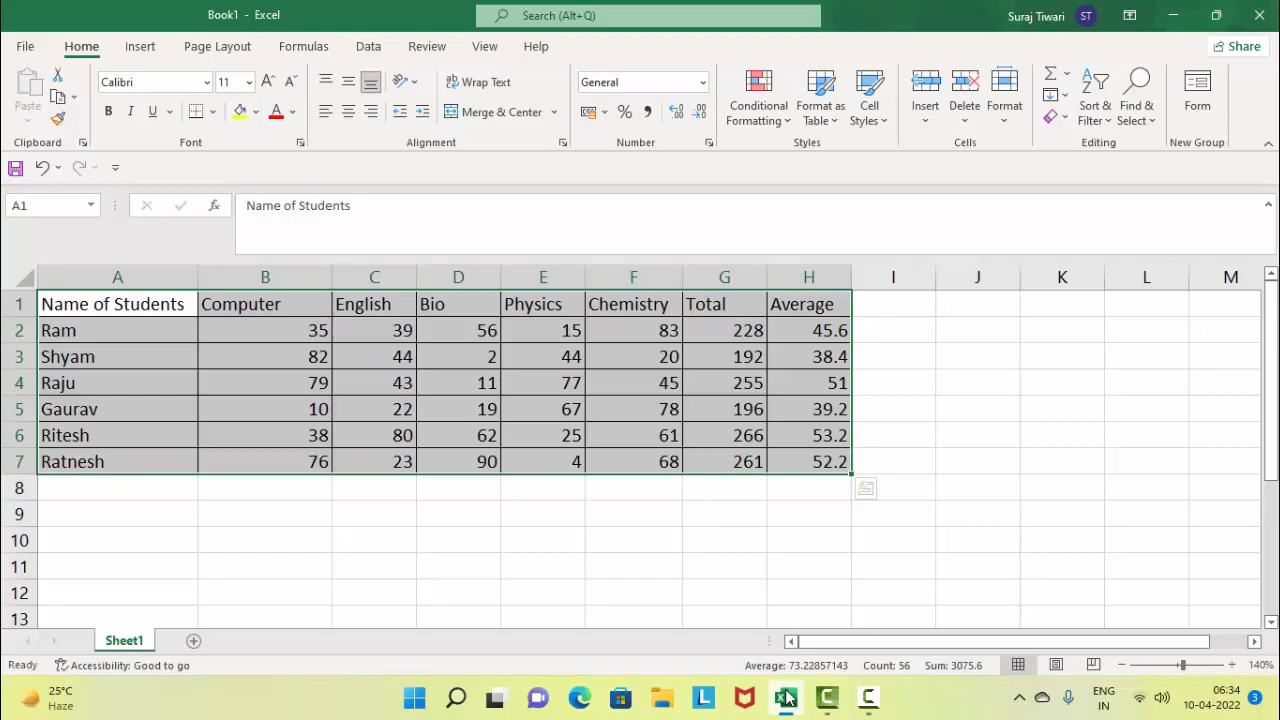 Book1 - Excel
Search (Alt+Q)
Suraj Tiwari ST
File Home Insert Page Layout Formulas Data Review View Help Share
Paste Calibri 11 Wrap Text General Conditional Formatting Format as Table Cell Styles Insert Delete Format Sort & Filter Find & Select Form
B I U Merge & Center
Clipboard Font Alignment Number Styles Cells Editing New Group
A1 fx Name of Students
A B C D E F G H I J K L M
1 Name of Students Computer English Bio Physics Chemistry Total Average
2 Ram 35 39 56 15 83 228 45.6
3 Shyam 82 44 2 44 20 192 38.4
4 Raju 79 43 11 77 45 255 51
5 Gaurav 10 22 19 67 78 196 39.2
6 Ritesh 38 80 62 25 61 266 53.2
7 Ratnesh 76 23 90 4 68 261 52.2
8
9
10
11
12
13
Sheet1
Ready Accessibility: Good to go Average: 73.22857143 Count: 56 Sum: 3075.6 140%
25°C ENG 06:34
Haze IN 10-04-2022 3